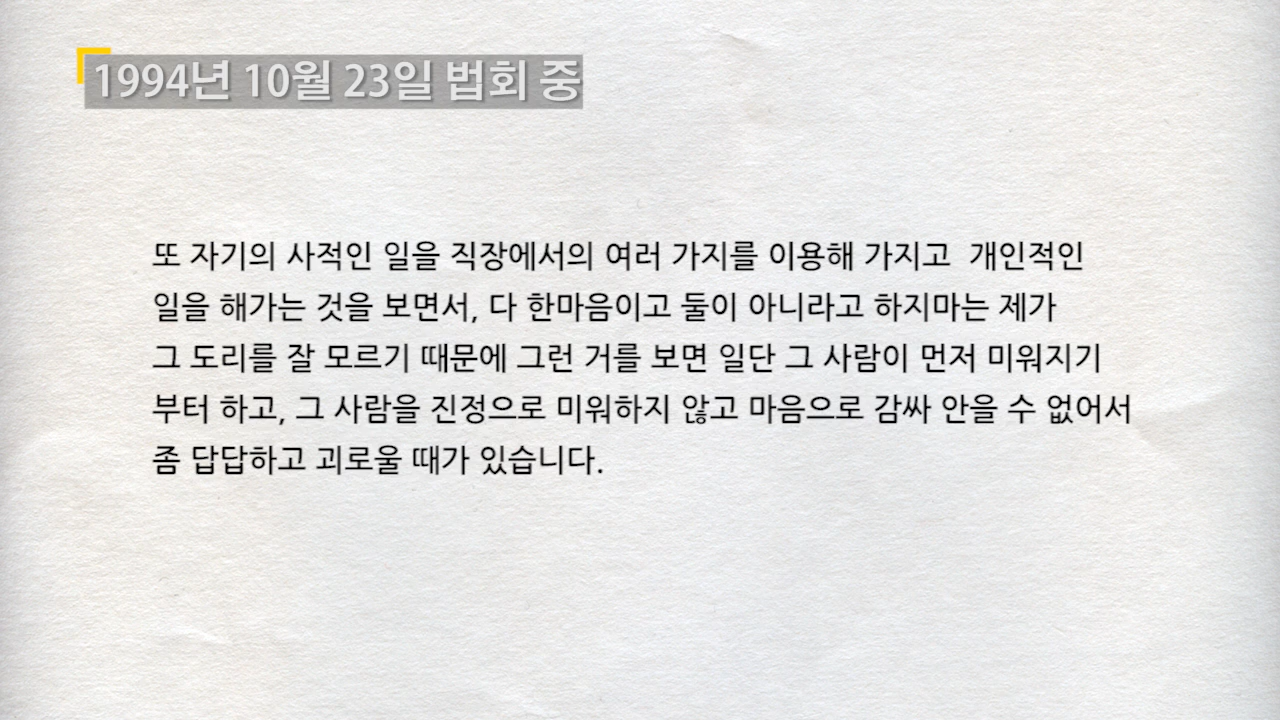 1994년 10월 23일 법회 중
또 자기의 사적인 일을 직장에서의 여러 가지를 이용해 가지고 개인적인
일을 해가는 것을 보면서, 다 한마음이고 둘이 아니라고 하지마는 제가
그 도리를 잘 모르기 때문에 그런 거를 보면 일단 그 사람이 먼저 미워지기
부터 하고, 그 사람을 진정으로 미워하지 않고 마음으로 감싸 안을 수 없어서
좀 답답하고 괴로울 때가 있습니다.